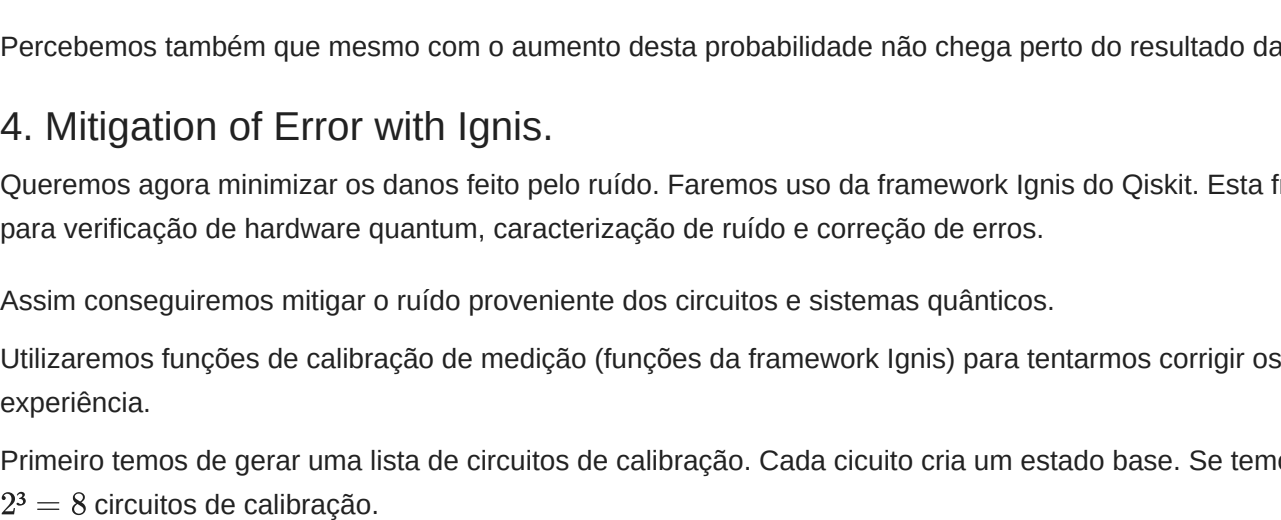 Percebemos também que mesmo com o aumento desta probabilidade não chega perto do resultado da
4. Mitigation of Error with Ignis.
Queremos agora minimizar os danos feito pelo ruído. Faremos uso da framework Ignis do Qiskit. Esta
para verificação de hardware quantum, caracterização de ruído e correção de erros.
Assim conseguiremos mitigar o ruído proveniente dos circuitos e sistemas quânticos.
Utilizaremos funções de calibração de medição (funções da framework Ignis) para tentarmos corrigir os
experiência.
Primeiro temos de gerar uma lista de circuitos de calibração. Cada cicuito cria um estado base. Se
2³ = 8 circuitos de calibração.